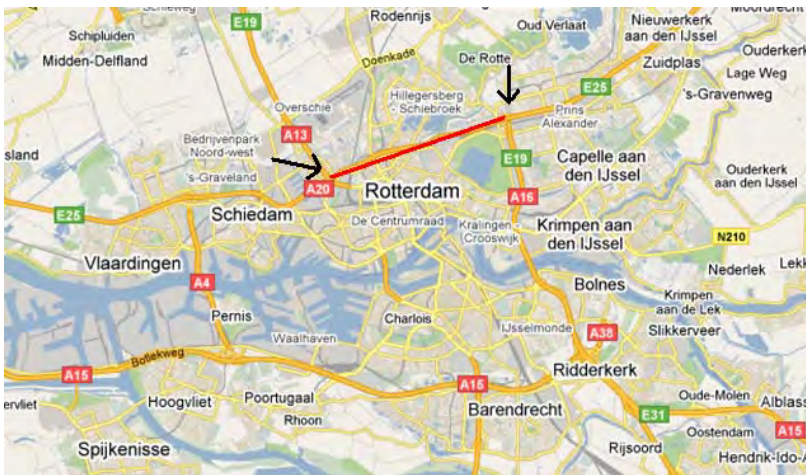 Schieweg
Rodenrijs
Oud Verlaat
Moordrecht
Nieuwerkerk
aan den IJssel
E19
Schipluiden
Midden-Delfland
Doenkade
De Rotte
Ouderkerk
Zuidplas
Lage Weg
E25
's-Gravenweg
Hillegersberg
- Schiebroek
Overschie
Prins
Alexander
A13
Bedrijvenpark
Noord-west
sland
's-Graveland
E19
Capelle aan
den IJssel
Ouderkerk
aan den IJssel
A20
Rotterdam
A16
E25
Schiedam
De Centrumraad
Kralingen -
Crooswijk
Krimpen aan
den IJssel
N210
Vlaardingen
Nederlek
Lekk
A4
Bolnes
Krimpen
aan de Lek
Pernis
Charlois
IJsselmonde
A38
Slikkerveer
Waalhaven
Botlekweg
Ridderkerk
A15
A15
Hoogvliet
Poortugaal
Oude-Molen
Alblass
ervliet
Rhoon
Barendrecht
E31
A15
Oostendam
Spijkenisse
Rijsoord
Hendrik-Ido-A